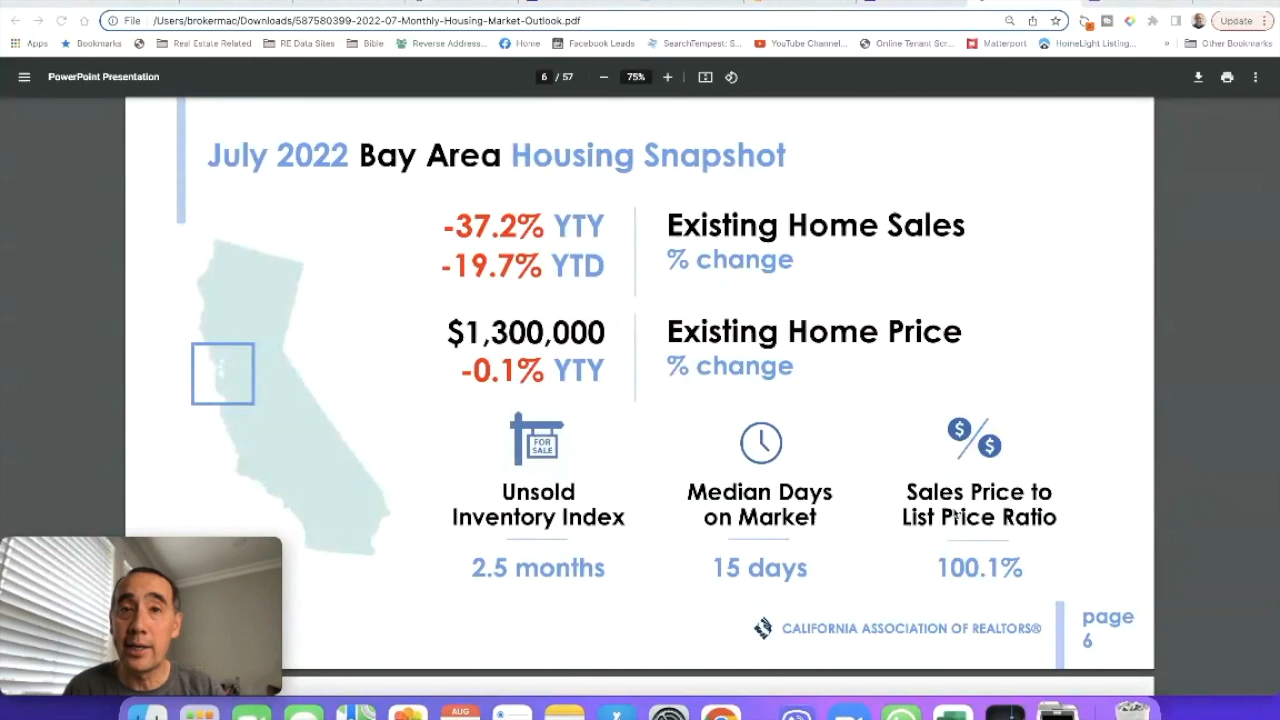 File /Users/brokermac/Downloads/587580399-2022-07-Monthly-Housing-Market-Outlook.pdf
Update
Apps Bookmarks Real Estate Related RE Data Sites Bible Reverse Address... Home Facebook Leads SearchTempest: S... YouTube Channel... Online Tenant Scr... Matterport HomeLight Listing... » Other Bookmarks
PowerPoint Presentation 6 / 57 75%
July 2022 Bay Area Housing Snapshot
-37.2% YTY Existing Home Sales
-19.7% YTD % change
$1,300,000 Existing Home Price
-0.1% YTY % change
FOR
SALE
$ $
Unsold Median Days Sales Price to
Inventory Index on Market List Price Ratio
2.5 months 15 days 100.1%
CALIFORNIA ASSOCIATION OF REALTORS®
page
6
AUG